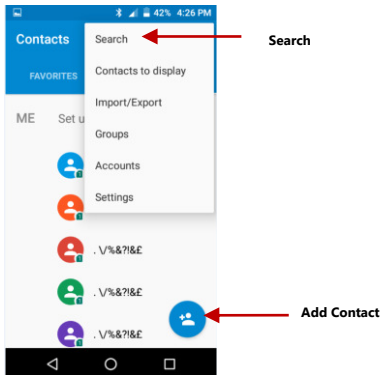 42% 4:26 PM
Contacts
Search
Search
FAVORITES
Contacts to display
Import/Export
ME Set u
Groups
Accounts
Settings
. \/%&?!&£
. \/%&?!&£
Add Contact
. \/%&?!&£